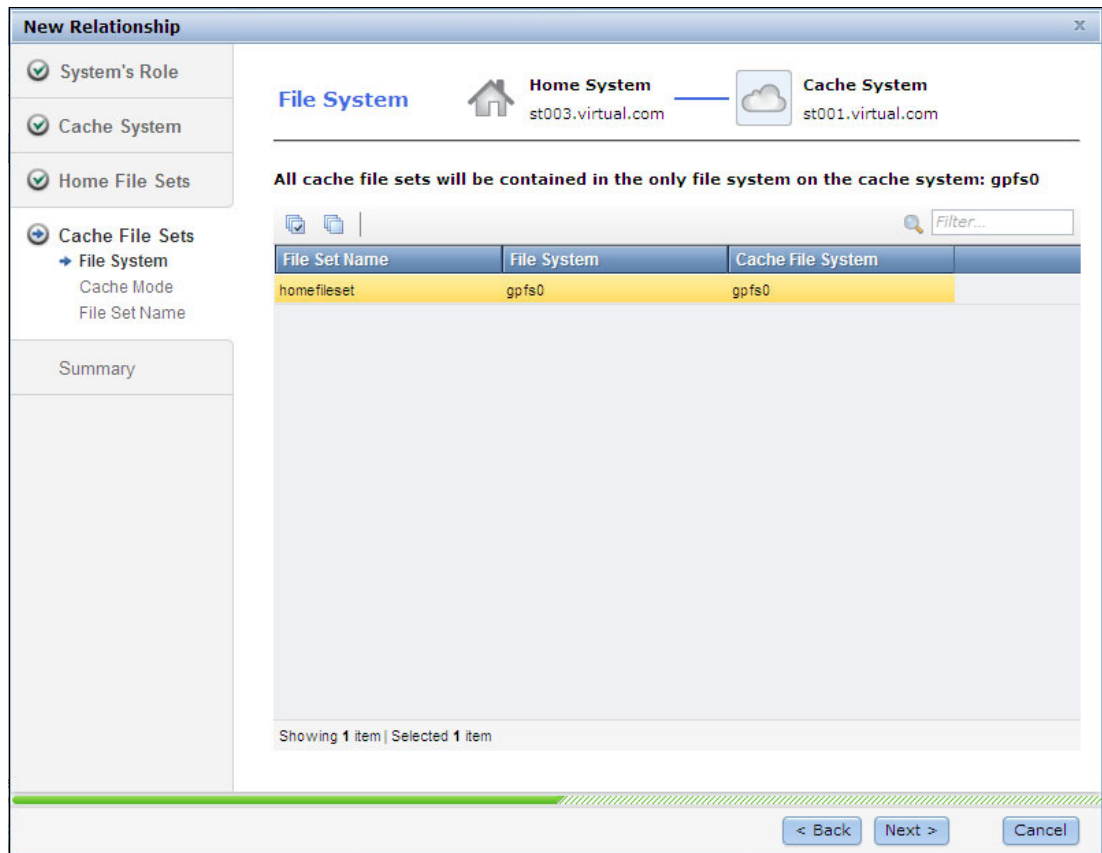 New Relationship
x
System's Role
Cache System
Home File Sets
Cache File Sets
File System
Cache Mode
File Set Name
Summary
File System
Home System
st003.virtual.com
Cache System
st001.virtual.com
All cache file sets will be contained in the only file system on the cache system: gpfs0
Filter...
File Set Name File System Cache File System
homefileset gpfs0 gpfs0
Showing 1 item | Selected 1 item
< Back Next > Cancel